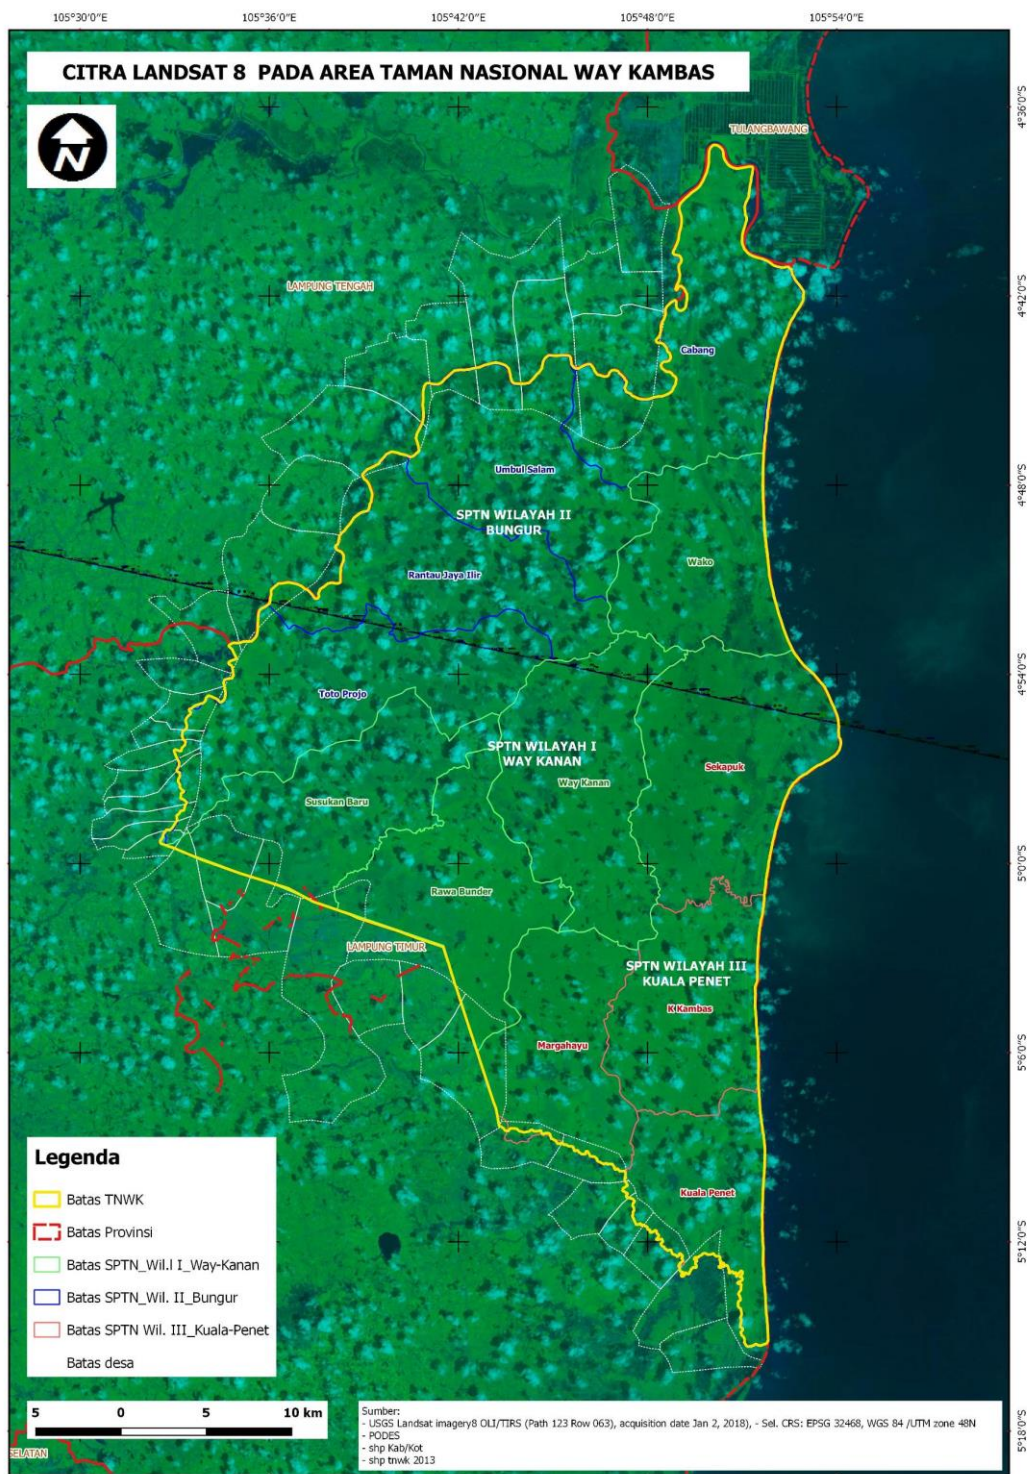 105°30'0"E 105°36'0"E 105°42'0"E 105°48'0"E 105°54'0"E
CITRA LANDSAT 8 PADA AREA TAMAN NASIONAL WAY KAMBAS
N
4°36'0"S
TULANGBAWANG
LAMPUNG TENGAH
4°42'0"S
Cabang
Umbul Salam
4°48'0"S
SPTN WILAYAH II
BUNGUR
Wako
Rantau Jaya Ilir
4°54'0"S
Toto Projo
SPTN WILAYAH I
WAY KANAN
Sekapuk
Way Kanan
Susukan Baru
5°0'0"S
Rawa Bunder
LAMPUNG TIMUR
SPTN WILAYAH III
KUALA PENET
K Kambas
Margahayu
5°6'0"S
Kuala Penet
5°12'0"S
Legenda
Batas TNWK
Batas Provinsi
Batas SPTN_Wil.l I_Way-Kanan
Batas SPTN_Wil. II_Bungur
Batas SPTN Wil. III_Kuala-Penet
Batas desa
5 0 5 10 km
SELATAN
Sumber:
- USGS Landsat imagery8 OLI/TIRS (Path 123 Row 063), acquisition date Jan 2, 2018), - Sel. CRS: EPSG 32468, WGS 84 /UTM zone 48N
- PODES
- shp Kab/Kot
- shp tnwk 2013
5°18'0"S